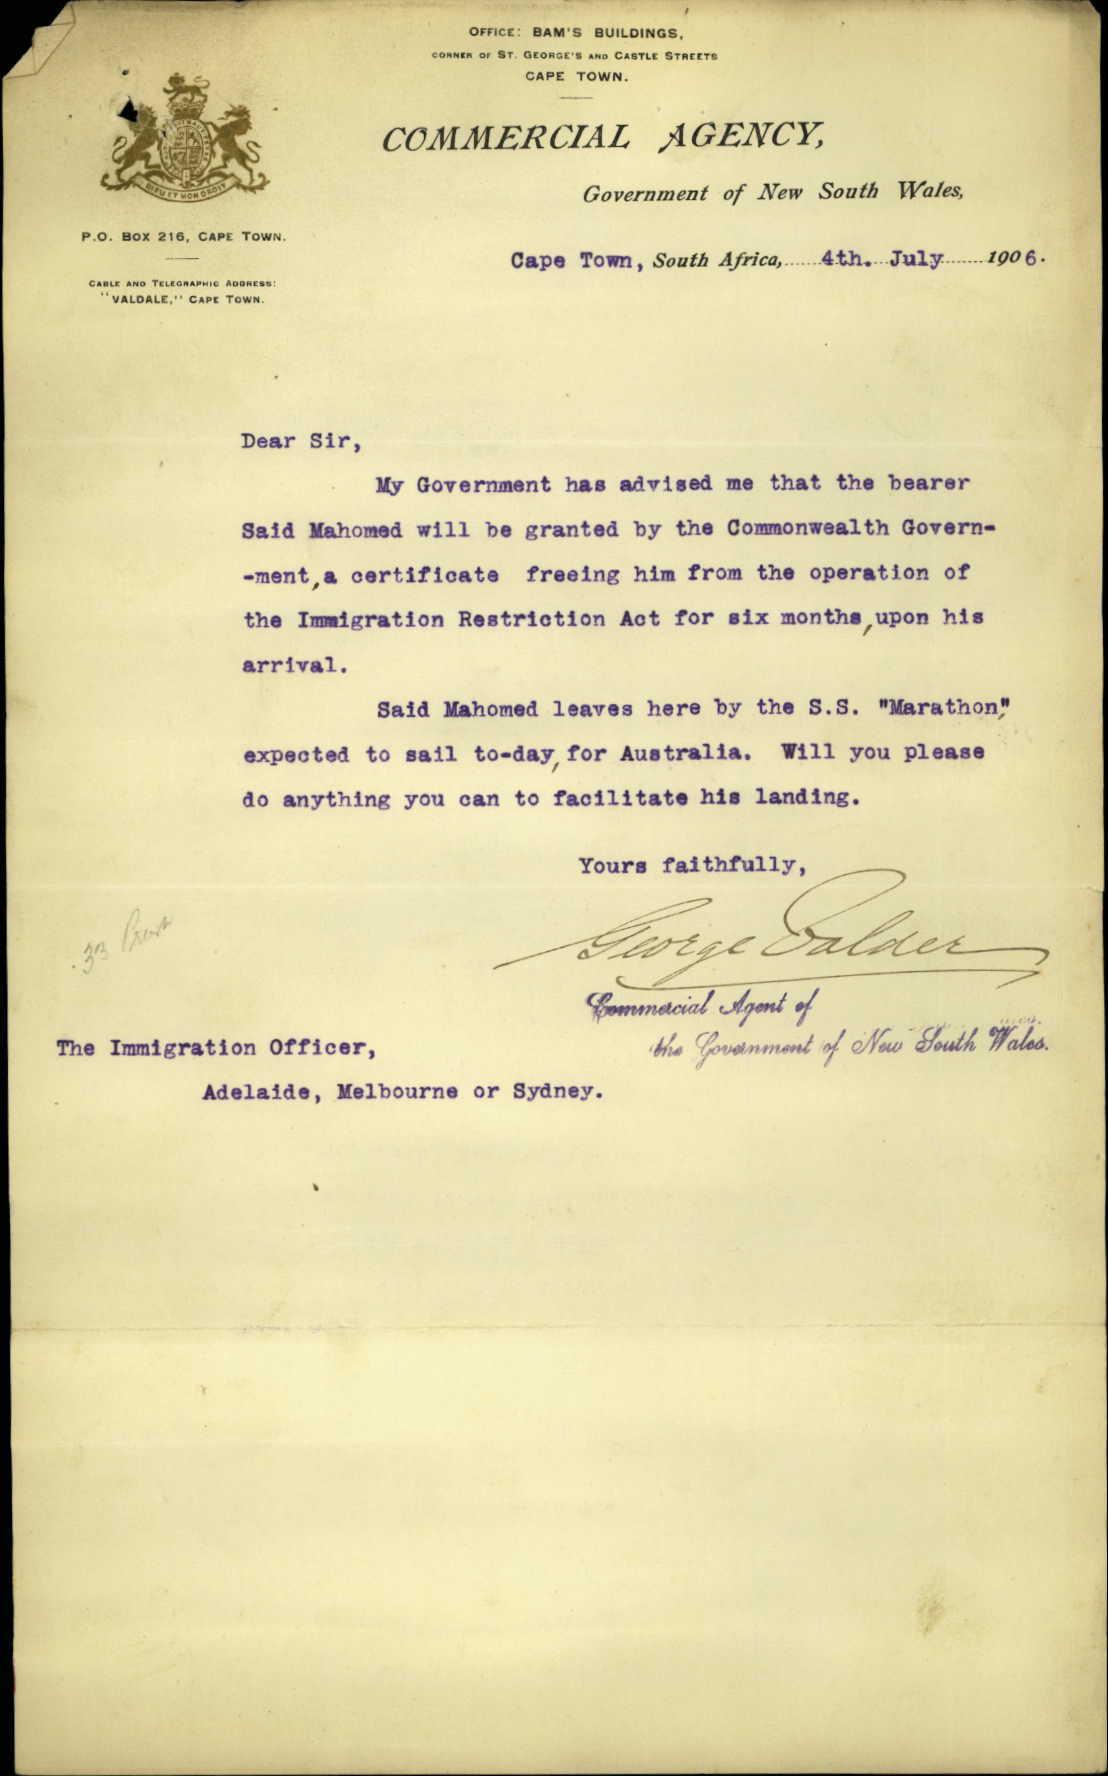 OFFICE: BAM'S BUILDINGS,
CORNER OF ST. GEORGE'S AND CASTLE STREETS
CAPE TOWN.
COMMERCIAL AGENCY,
Government of New South Wales,
DIEU ET MON DROIT
P.O. BOX 216, CAPE TOWN.
CABLE AND TELEGRAPHIC ADDRESS:
"VALDALE," CAPE TOWN.
Cape Town, South Africa, 4th. July 1906.
Dear Sir,
My Government has advised me that the bearer
Said Mahomed will be granted by the Commonwealth Govern-
-ment, a certificate freeing him from the operation of
the Immigration Restriction Act for six months, upon his
arrival.
Said Mahomed leaves here by the S.S. "Marathon",
expected to sail to-day, for Australia. Will you please
do anything you can to facilitate his landing.
Yours faithfully,
George Valder
Commercial Agent of
the Government of New South Wales.
33
The Immigration Officer,
Adelaide, Melbourne or Sydney.